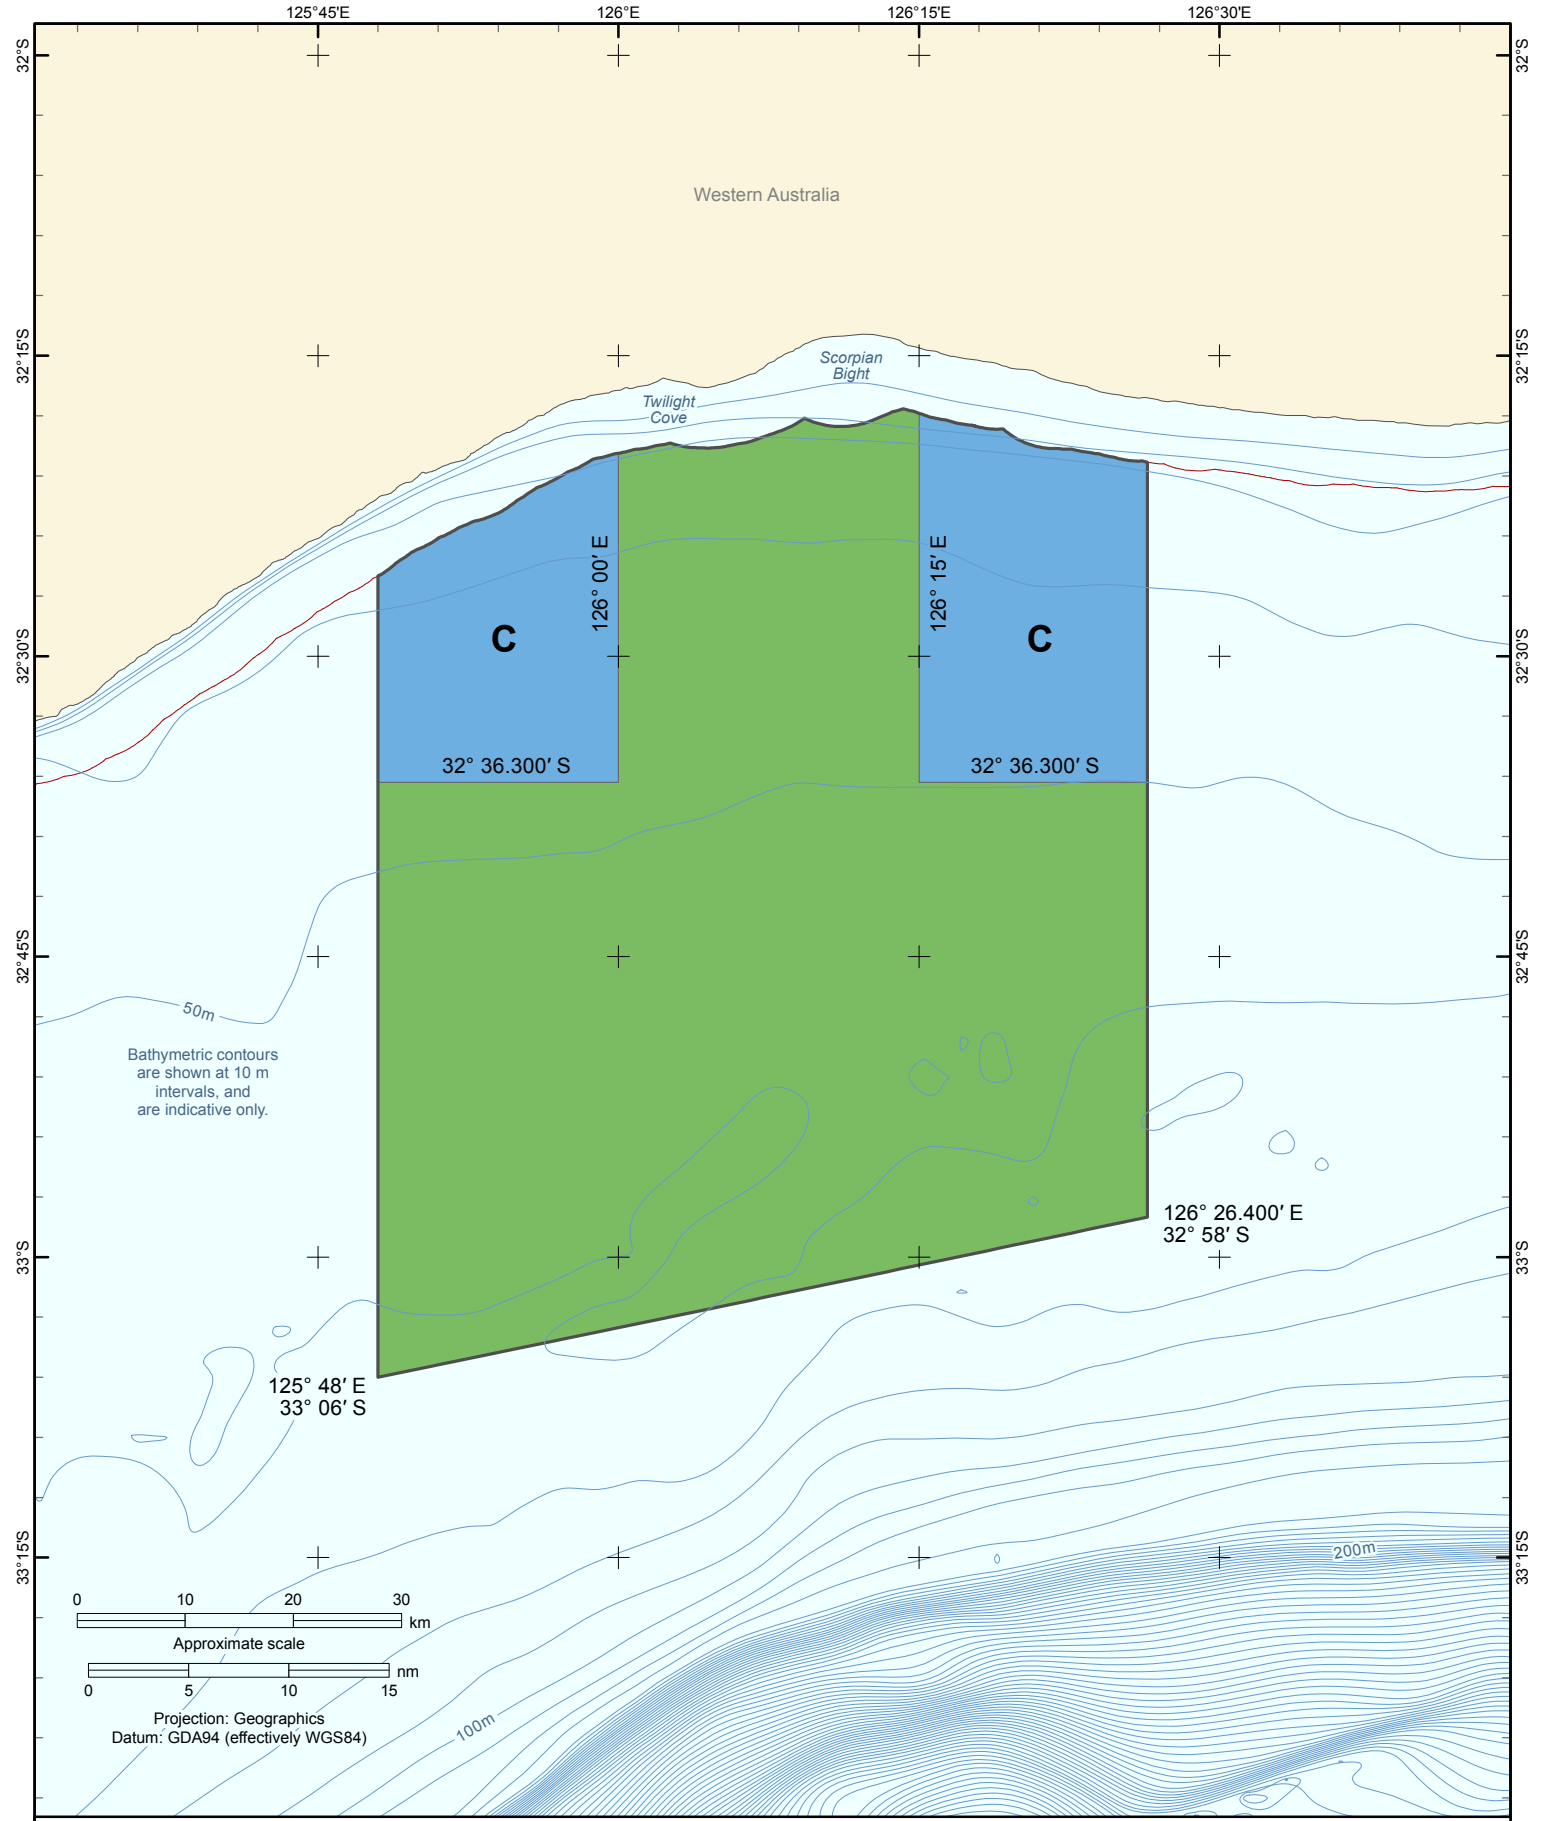 125°45'E
126°E
126°15'E
126°30'E
32°S
32°S
Western Australia
32°15'S
32°15'S
Scorpian
Bight
Twilight
Cove
126° 00′ E
126° 15′ E
C
C
32°30'S
32°30'S
32° 36.300′ S
32° 36.300′ S
32°45'S
32°45'S
50m
Bathymetric contours
are shown at 10 m
intervals, and
are indicative only.
126° 26.400′ E
32° 58′ S
33°S
33°S
125° 48′ E
33° 06′ S
33°15'S
33°15'S
200m
0 10 20 30
km
Approximate scale
nm
0 5 10 15
100m
Projection: Geographics
Datum: GDA94 (effectively WGS84)